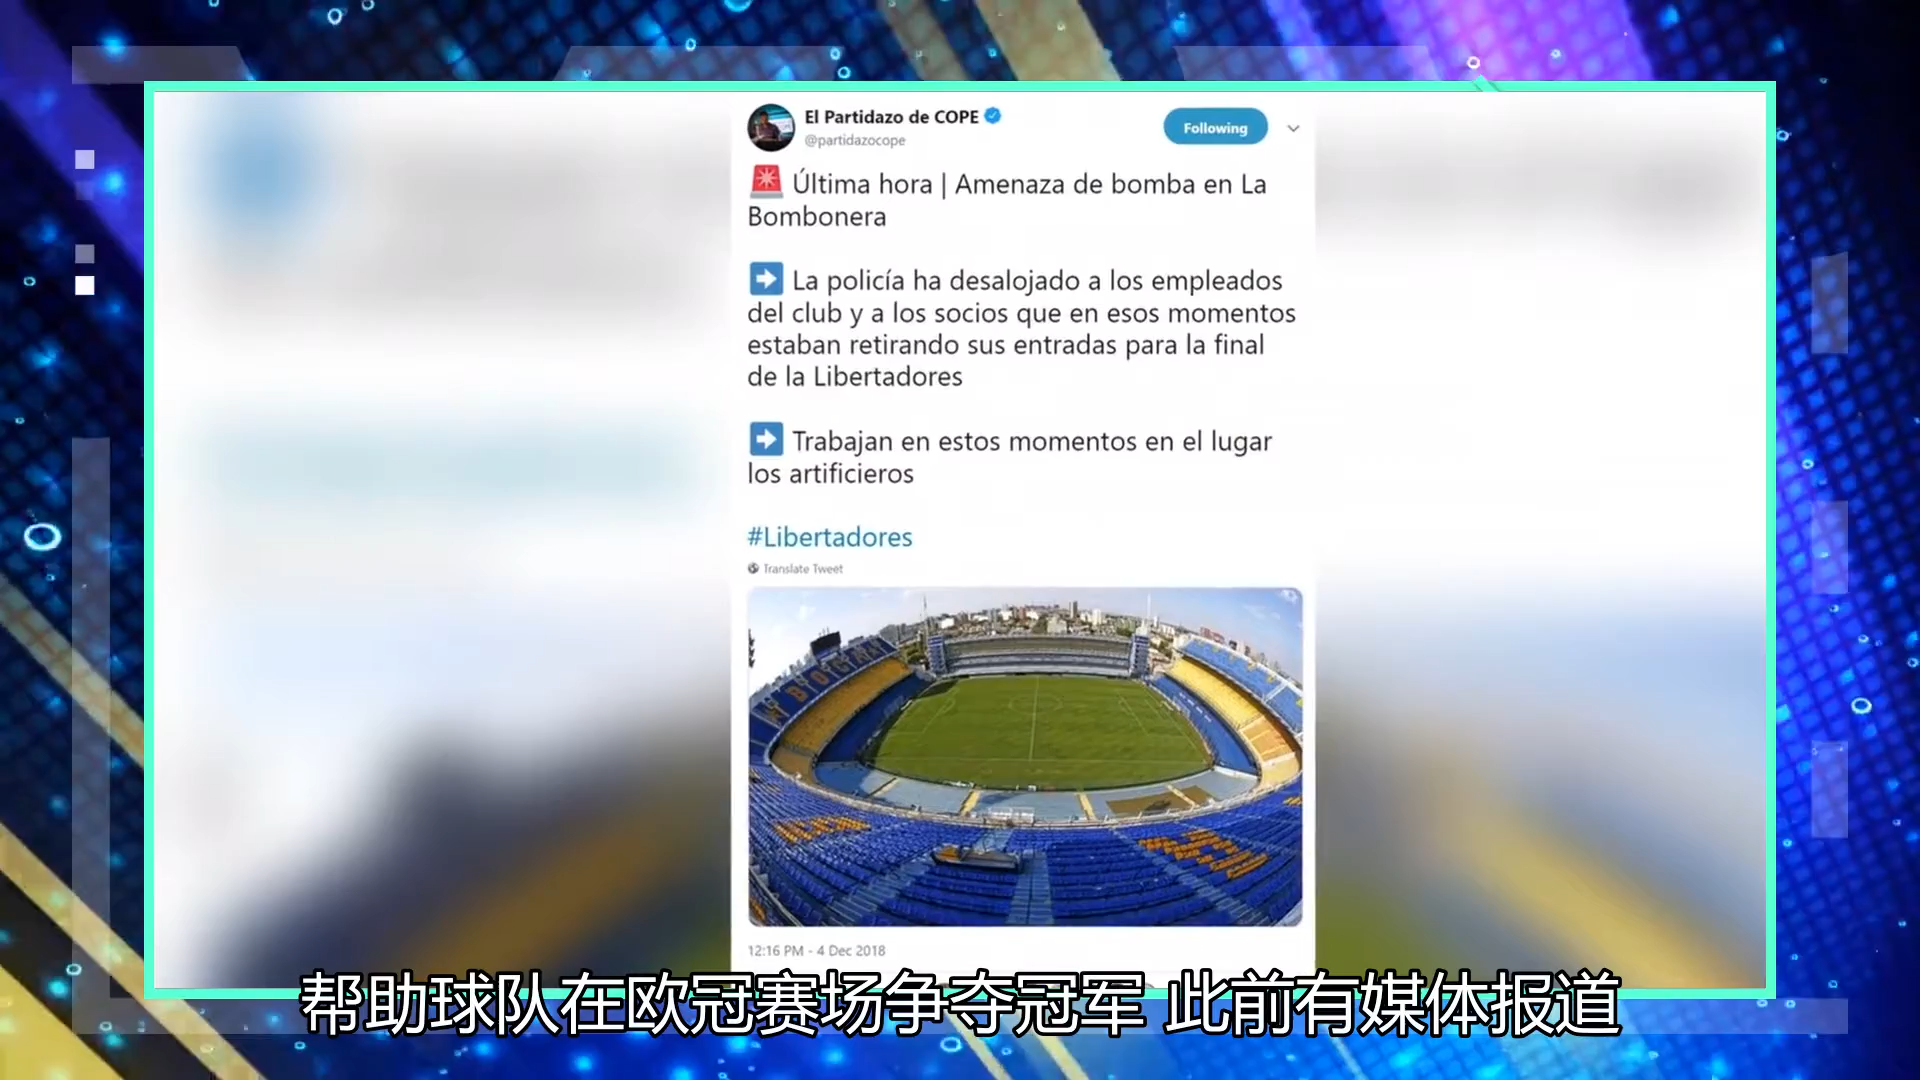 El Partidazo de COPE
@partidazocope
Following
Última hora | Amenaza de bomba en La
Bombonera
La policía ha desalojado a los empleados
del club y a los socios que en esos momentos
estaban retirando sus entradas para la final
de la Libertadores
Trabajan en estos momentos en el lugar
los artificieros
#Libertadores
Translate Tweet
12:16 PM - 4 Dec 2018
帮助球队在欧冠赛场争夺冠军 此前有媒体报道